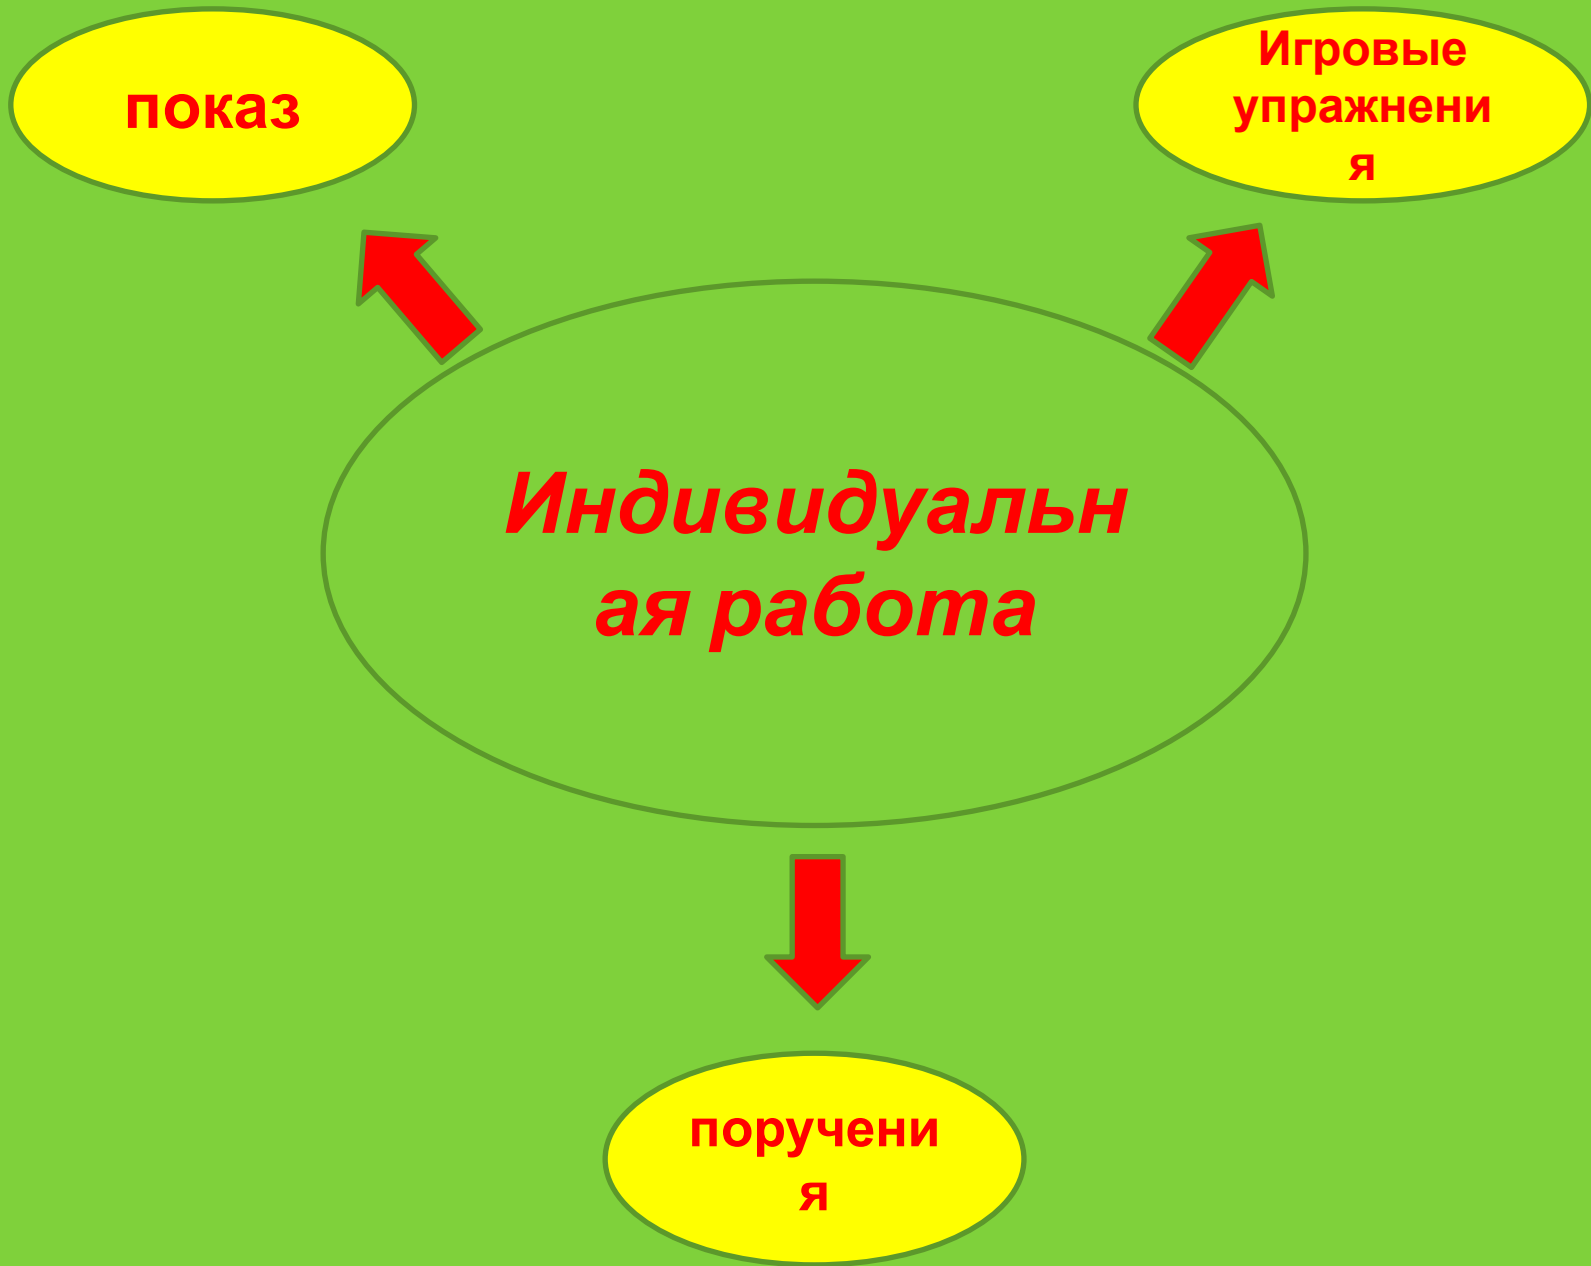 показ
Игровые
упражнени
я
Индивидуальн
ая работа
поручени
я